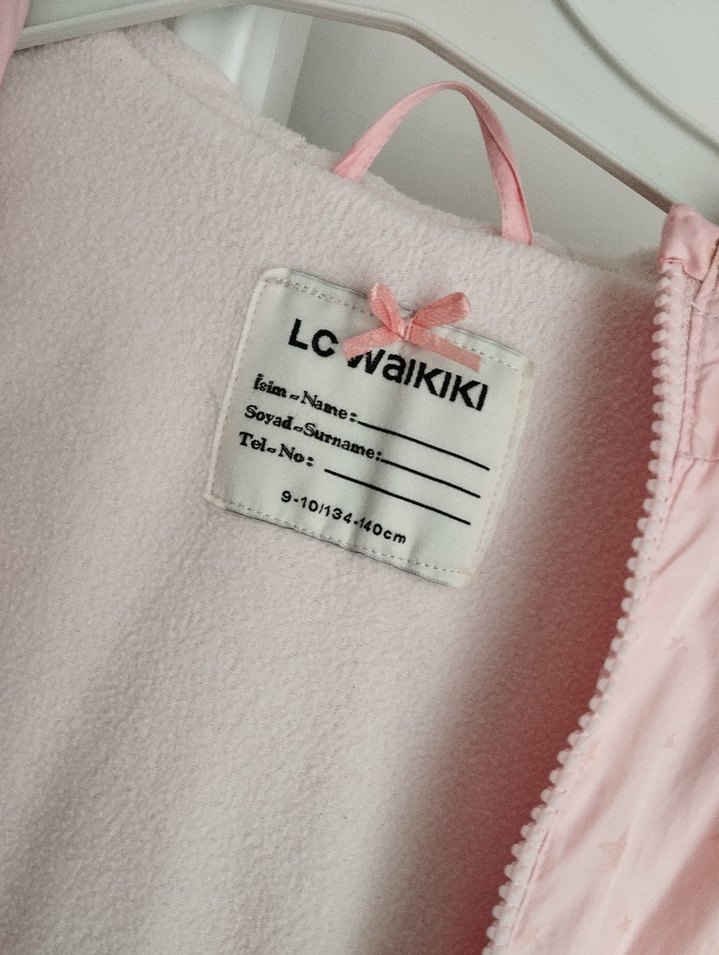 LC WAIKIKI
İsim-Name:
Soyad-Surname:
Tel-No:
9-10/134-140cm